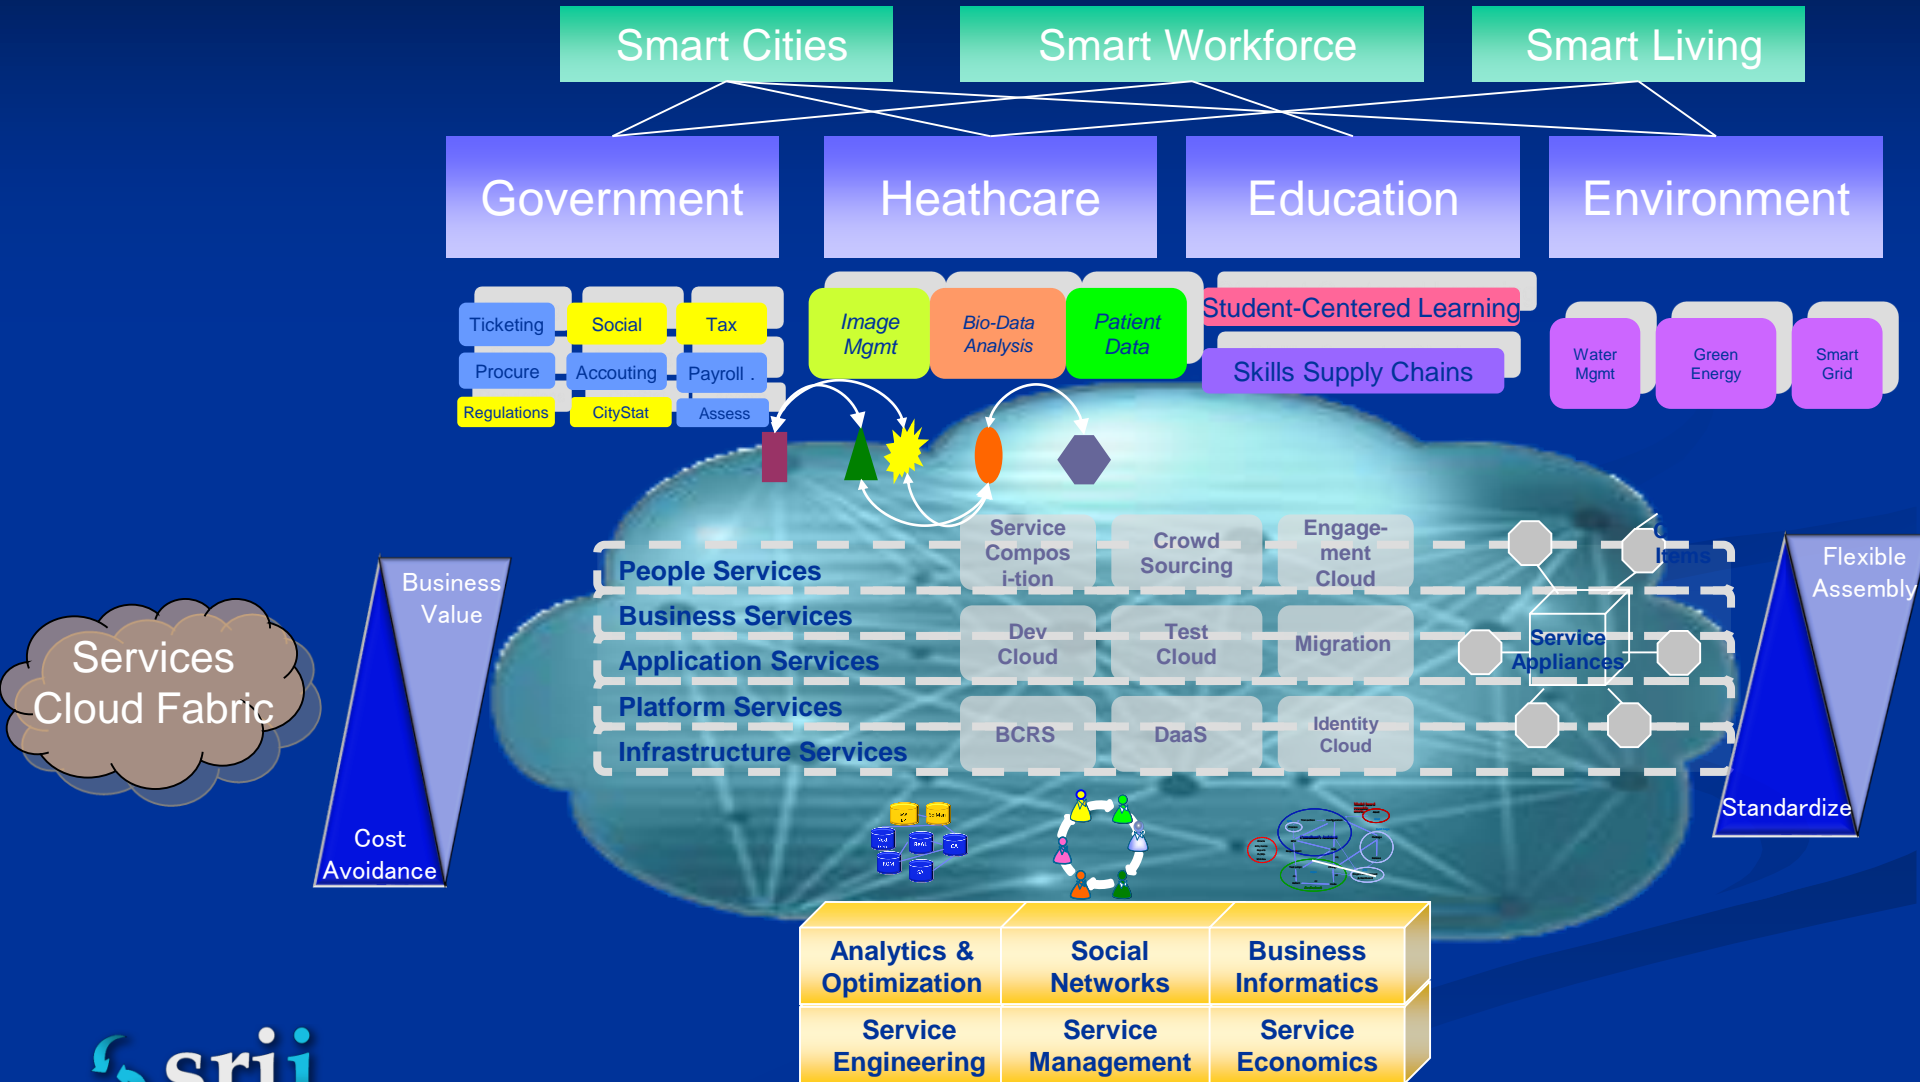 Smart Cities
Smart Workforce
Smart Living
Government
Heathcare
Education
Environment
Ticketing
Social
Tax
Procure
Accouting
Payroll .
Regulations
CityStat
Assess
Image
Mgmt
Bio-Data
Analysis
Patient
Data
Student-Centered Learning
Skills Supply Chains
Water
Mgmt
Green
Energy
Smart
Grid
Services
Cloud Fabric
Business
Value
Cost
Avoidance
People Services
Business Services
Application Services
Platform Services
Infrastructure Services
Service
Compos
i-tion
Crowd
Sourcing
Engage-
ment
Cloud
Dev
Cloud
Test
Cloud
Migration
BCRS
DaaS
Identity
Cloud
Items
Service
Appliances
Flexible
Assembly
Standardize
Analytics &
Optimization
Social
Networks
Business
Informatics
Service
Engineering
Service
Management
Service
Economics
srii